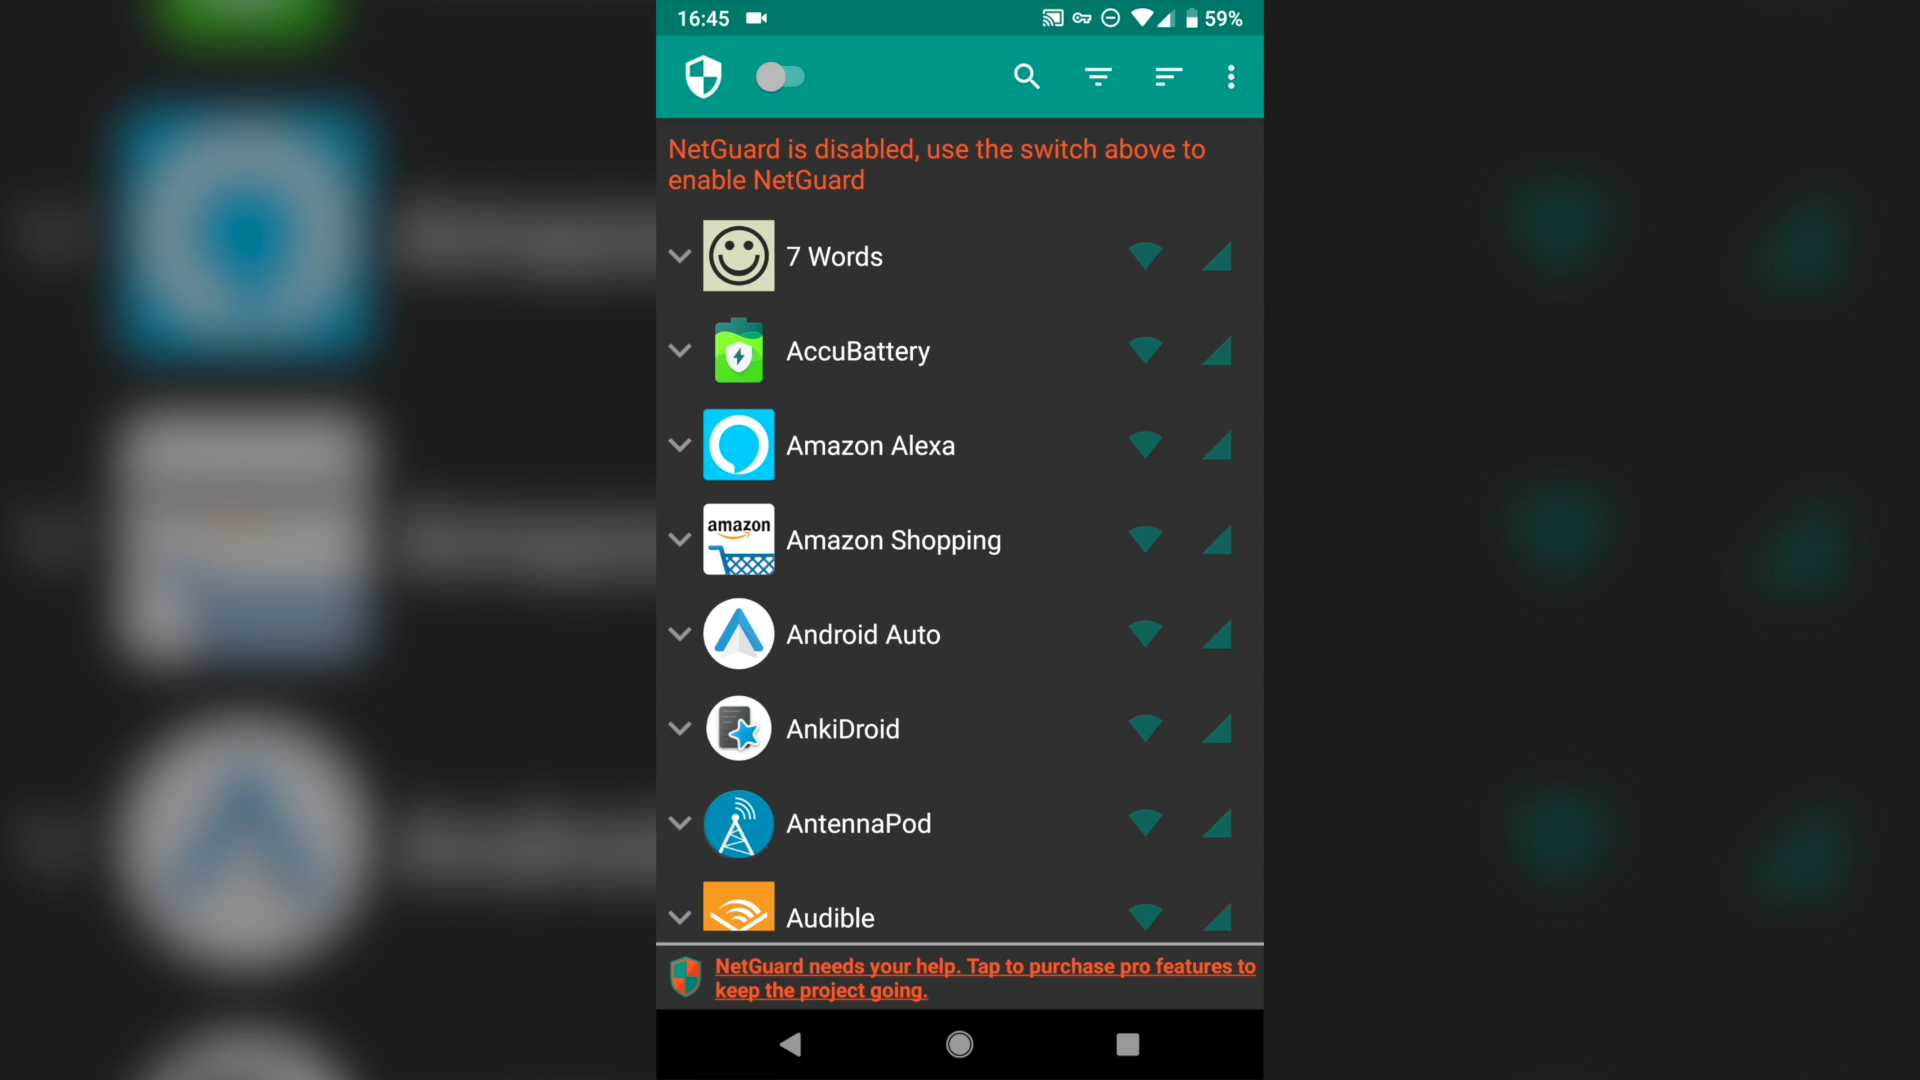 16:45
59%
NetGuard is disabled, use the switch above to
enable NetGuard
7 Words
AccuBattery
Amazon Alexa
amazon
Amazon Shopping
Android Auto
AnkiDroid
AntennaPod
Audible
NetGuard needs your help. Tap to purchase pro features to
keep the project going.